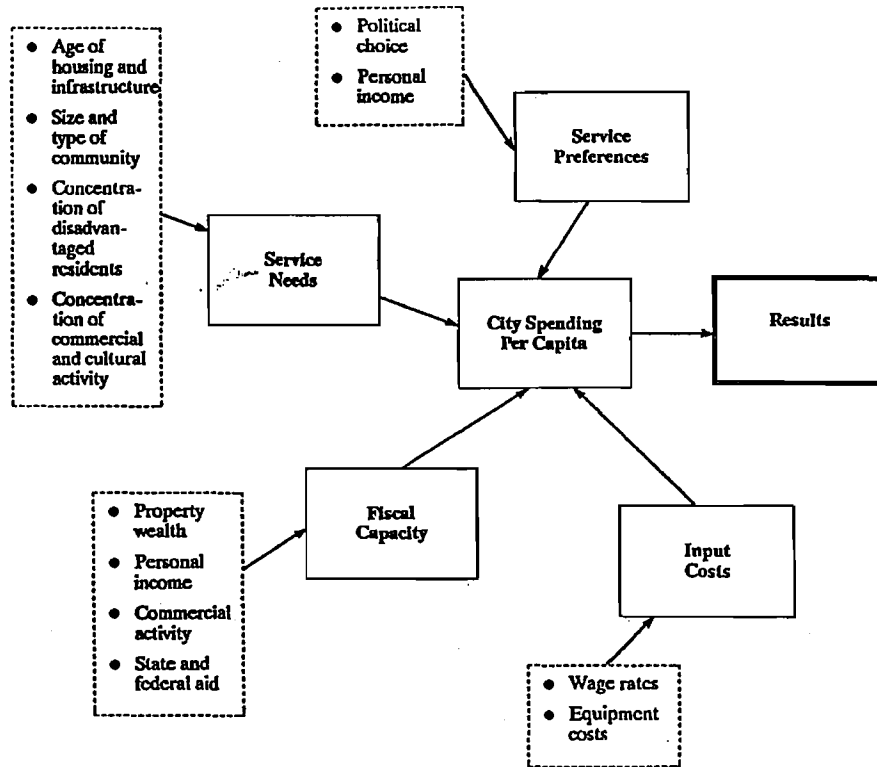 ● Age of
housing and
infrastructure
● Size and
type of
community
● Concentra-
tion of
disadvan-
taged
residents
● Concentra-
tion of
commercial
and cultural
activity
● Political
choice
● Personal
income
Service
Preferences
Service
Needs
City Spending
Per Capita
Results
● Property
wealth
● Personal
income
● Commercial
activity
● State and
federal aid
Fiscal
Capacity
Input
Costs
● Wage rates
● Equipment
costs